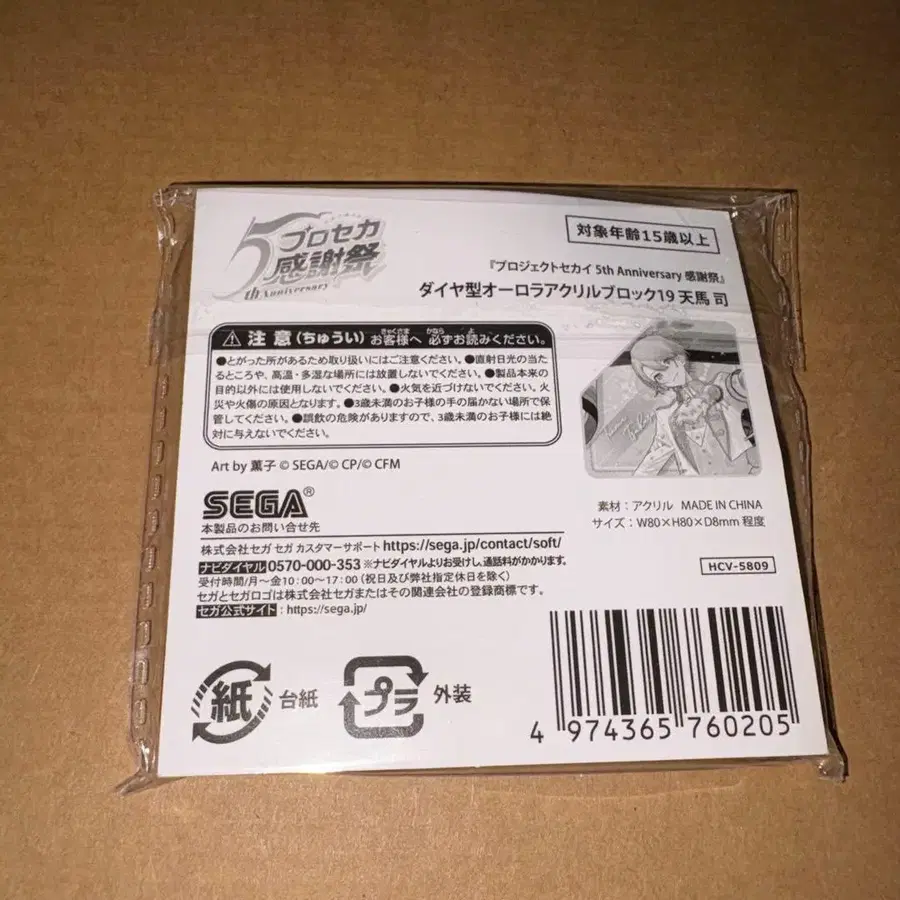 5
プロセカ
感謝祭
th Anniversary
対象年齢15歳以上
『プロジェクトセカイ 5th Anniversary 感謝祭』
ダイヤ型オーロラアクリルブロック19 天馬 司
注 意 (ちゅうい) お客様へ 必ずお読みください。
きゃくさま かなら よ
●とがった所があるため取り扱いにはご注意ください。●直射日光の当た
るところや、高温・多湿な場所には放置しないでください。●製品本来の
目的以外には使用しないでください。●火気を近づけないでください。火
災や火傷の原因となります。●3歳未満のお子様の手の届かない場所で保
管してください。●誤飲の危険がありますので、3歳未満のお子様には絶
対に与えないでください。
Art by 薫子 © SEGA/© CP/© CFM
素材：アクリル MADE IN CHINA
サイズ：W80×H80×D8mm 程度
HCV-5809
SEGA®
本製品のお問い合せ先
株式会社セガ セガ カスタマーサポート https://sega.jp/contact/soft/
ナビダイヤル 0570-000-353 ※ナビダイヤルよりお受けし、通話料がかかります。
受付時間/月～金10：00～17：00 (祝日及び弊社指定休日を除く)
セガとセガロゴは株式会社セガまたはその関連会社の登録商標です。
セガ公式サイト：https://sega.jp/
紙 台紙
プラ 外装
4 974365 760205